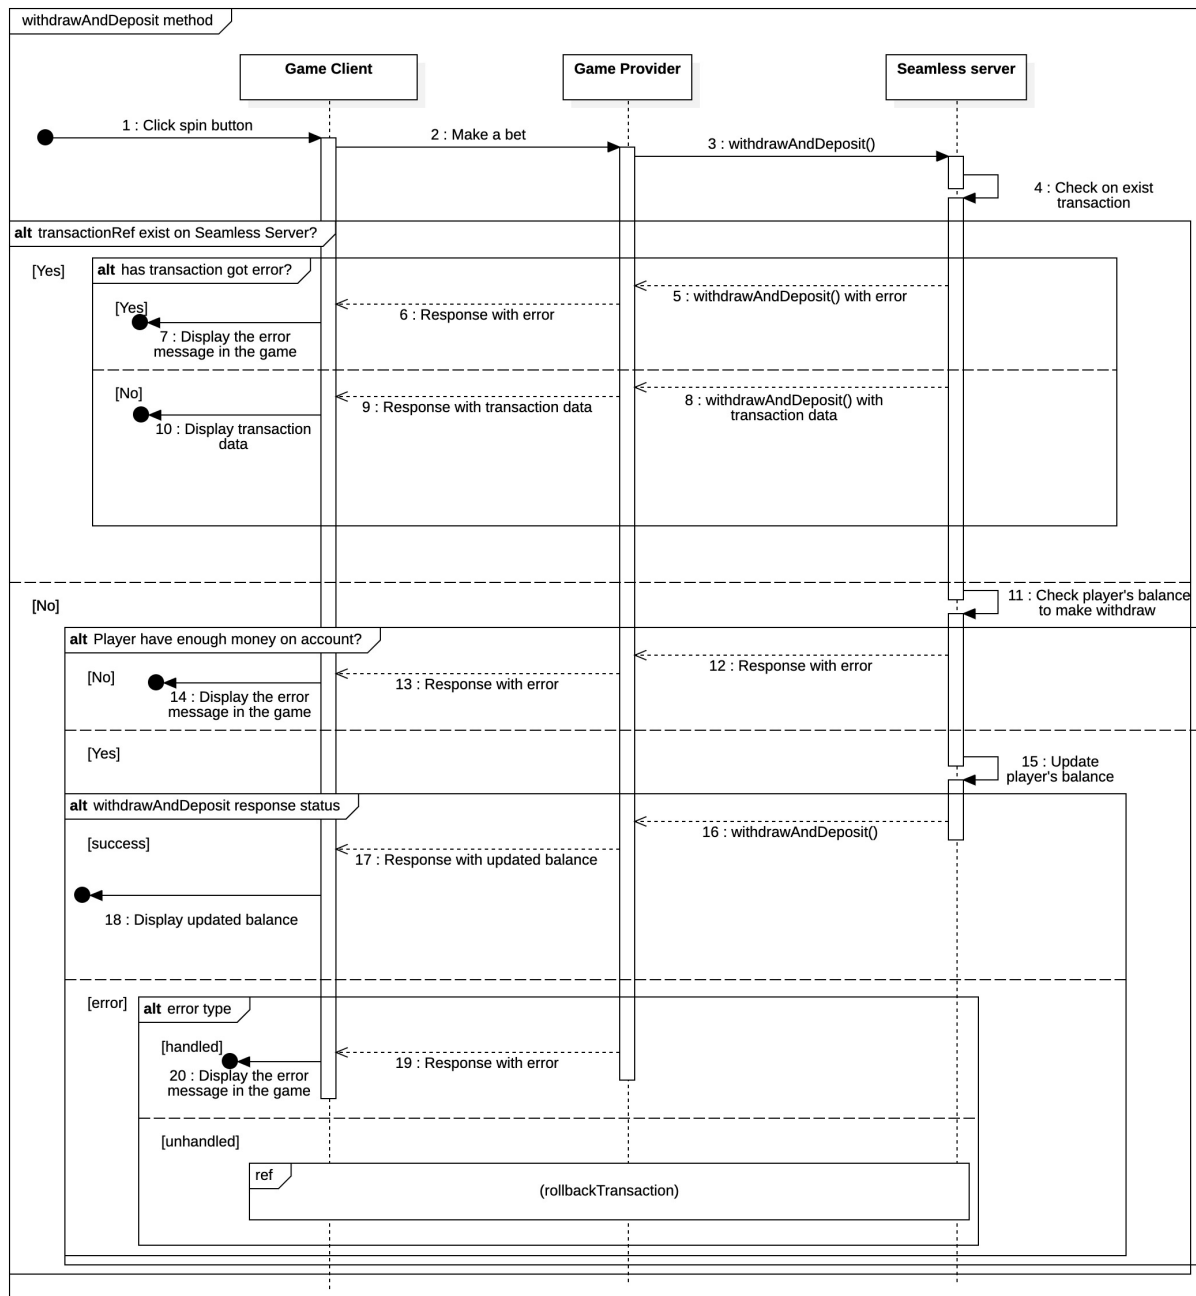 withdrawAndDeposit method
Game Client
Game Provider
Seamless server
1 : Click spin button
2 : Make a bet
3 : withdrawAndDeposit()
4 : Check on exist
transaction
alt transactionRef exist on Seamless Server?
[Yes]
alt has transaction got error?
5 : withdrawAndDeposit() with error
[Yes]
6 : Response with error
7 : Display the error
message in the game
[No]
8 : withdrawAndDeposit() with
transaction data
9 : Response with transaction data
10 : Display transaction
data
[No]
11 : Check player's balance
to make withdraw
alt Player have enough money on account?
12 : Response with error
[No]
13 : Response with error
14 : Display the error
message in the game
[Yes]
15 : Update
player's balance
alt withdrawAndDeposit response status
16 : withdrawAndDeposit()
[success]
17 : Response with updated balance
18 : Display updated balance
[error]
alt error type
[handled]
19 : Response with error
20 : Display the error
message in the game
[unhandled]
ref
(rollbackTransaction)